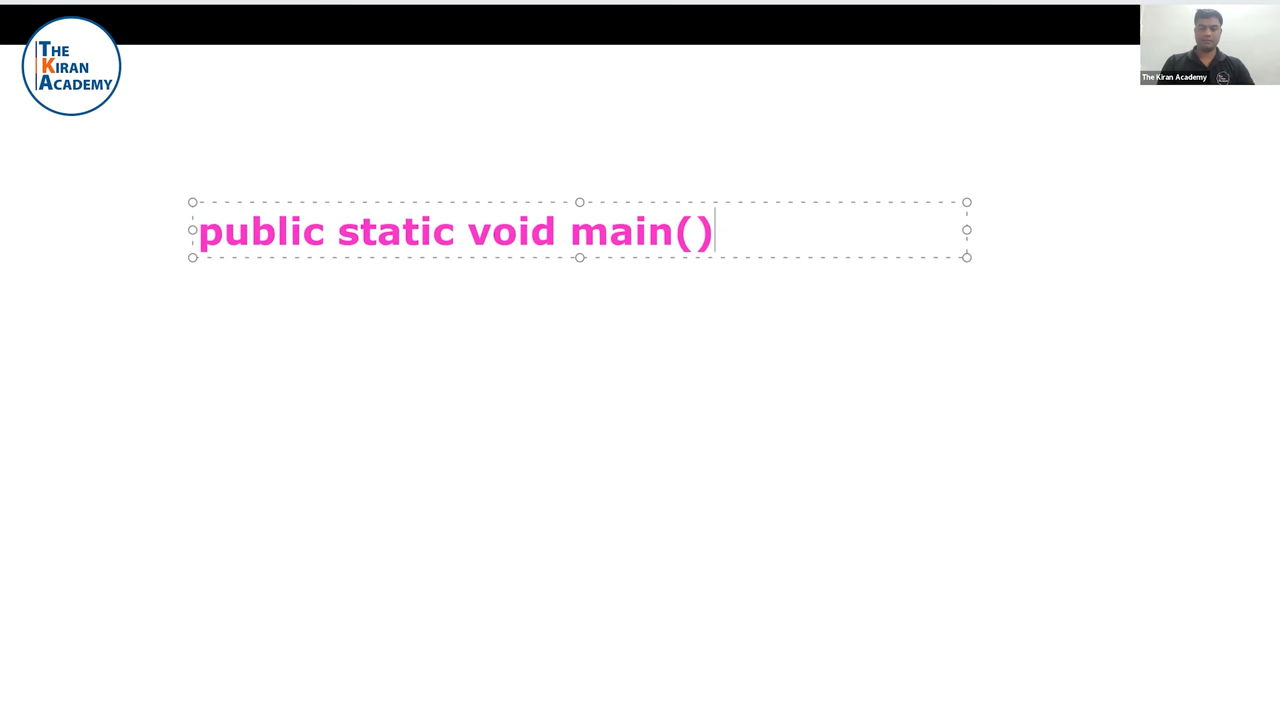 THE
KIRAN
ACADEMY
The Kiran Academy
public static void main()